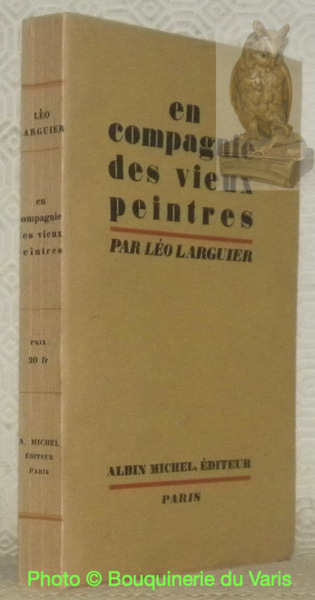 LÉO
LARGUIER
en
compagnie
des vieux
peintres
PRIX :
20 fr
A. MICHEL
ÉDITEUR
PARIS
en
compagnie
des vieux
peintres
PAR LÉO LARGUIER
ALBIN MICHEL, ÉDITEUR
PARIS
Photo © Bouquinerie du Varis